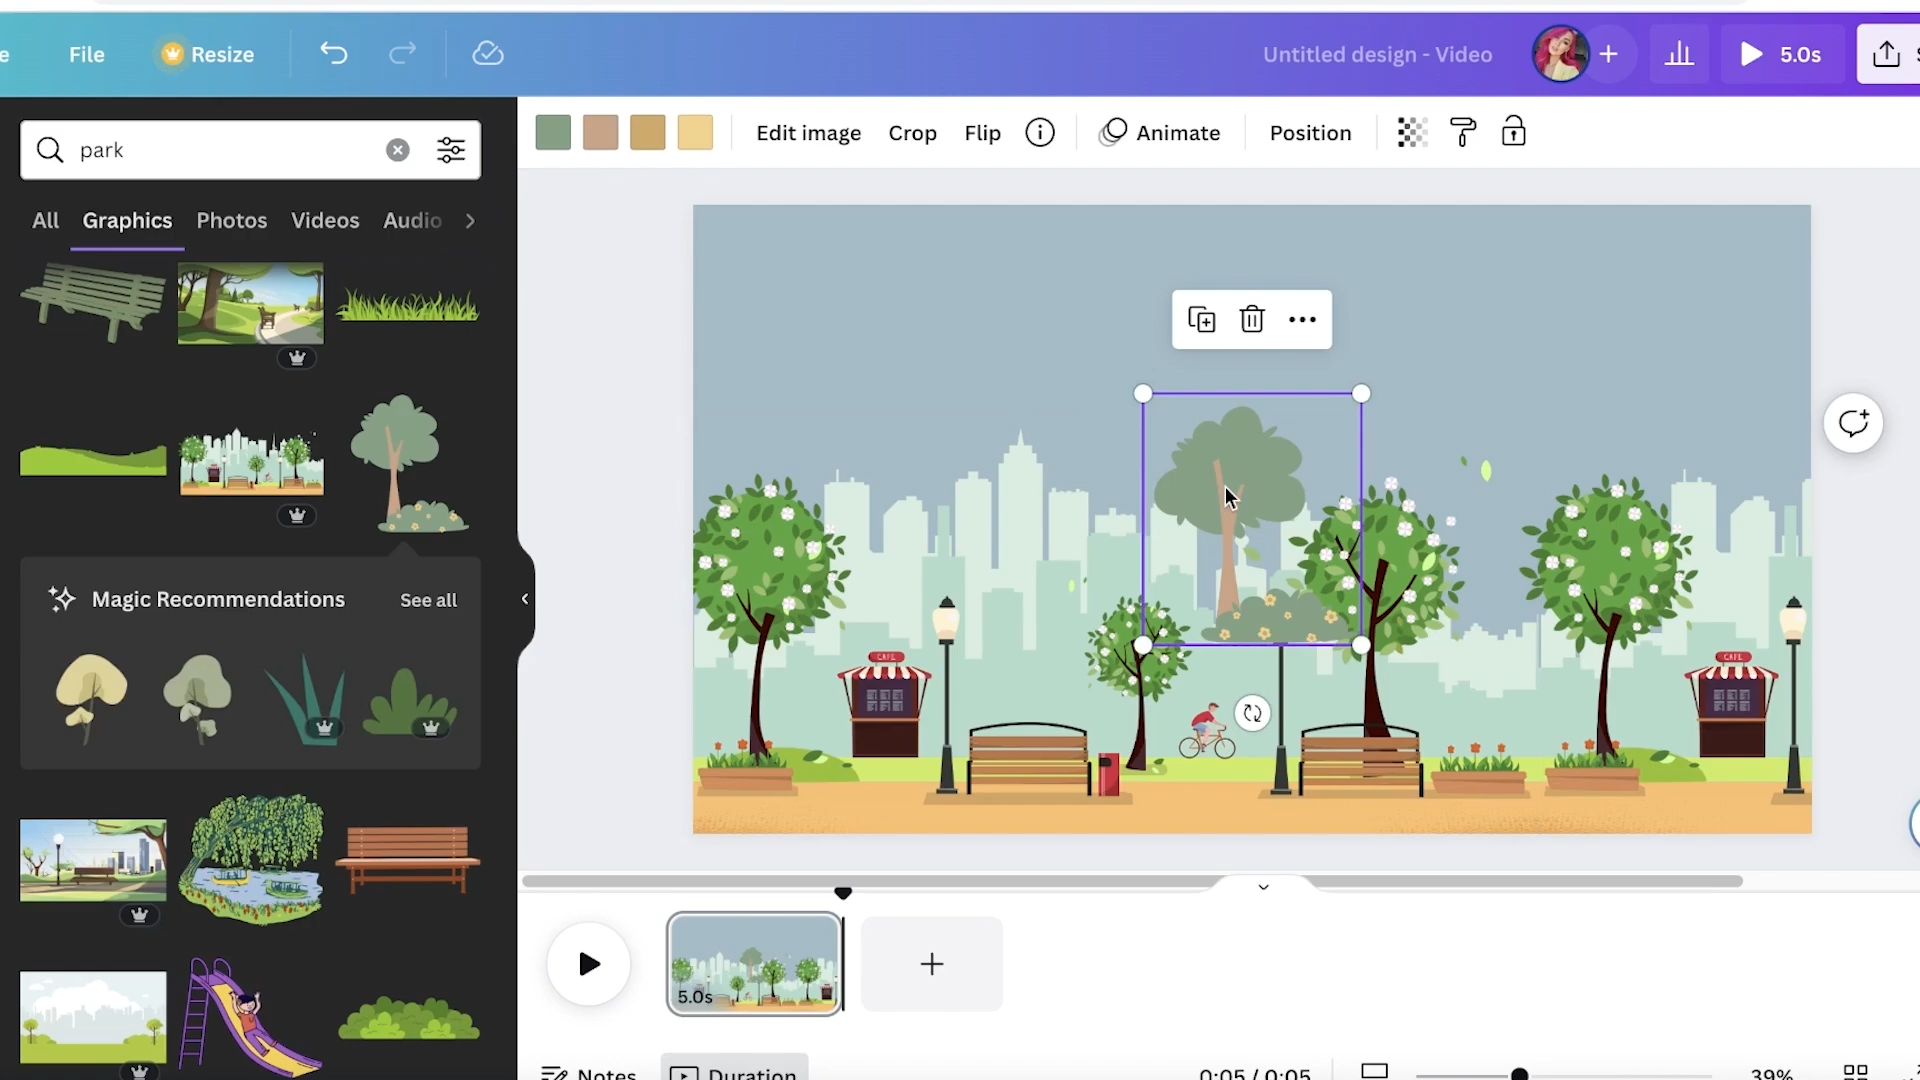 e File Resize Untitled design - Video + 5.0s S
park
Edit image Crop Flip Animate Position
All Graphics Photos Videos Audio
Magic Recommendations See all
CAFE CAFE
5.0s
Notes Duration 0:05 / 0:05 39%